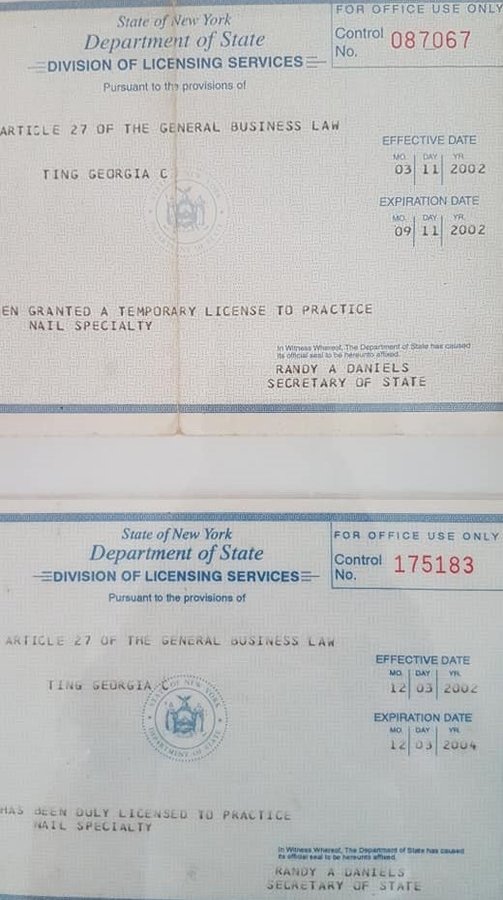 State of New York
FOR OFFICE USE ONLY
Department of State
Control No. 087067
DIVISION OF LICENSING SERVICES
Pursuant to the provisions of
ARTICLE 27 OF THE GENERAL BUSINESS LAW
EFFECTIVE DATE
MO. DAY YR.
03 11 2002
TING GEORGIA C
EXPIRATION DATE
MO. DAY YR.
09 11 2002
EN GRANTED A TEMPORARY LICENSE TO PRACTICE
NAIL SPECIALTY
In Witness Whereof, The Department of State has caused
its official seal to be hereunto affixed.
RANDY A DANIELS
SECRETARY OF STATE
State of New York
FOR OFFICE USE ONLY
Department of State
Control No. 175183
DIVISION OF LICENSING SERVICES
Pursuant to the provisions of
ARTICLE 27 OF THE GENERAL BUSINESS LAW
EFFECTIVE DATE
MO. DAY YR.
12 03 2002
TING GEORGIA C
STATE OF NEW YORK
DEPARTMENT OF STATE
EXPIRATION DATE
MO. DAY YR.
12 03 2004
HAS BEEN DULY LICENSED TO PRACTICE
NAIL SPECIALTY
In Witness Whereof, The Department of State has caused
its official seal to be hereunto affixed.
RANDY A DANIELS
SECRETARY OF STATE